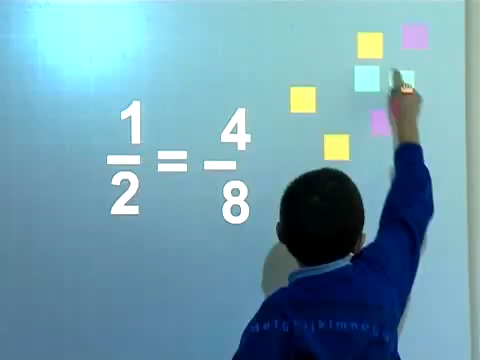 1/2 = 4/8